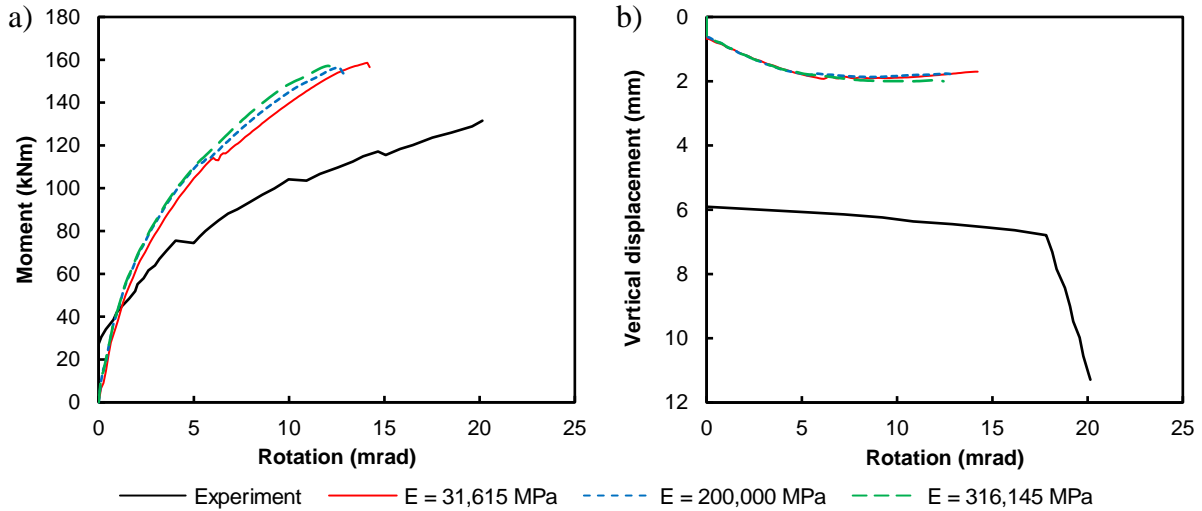 a)
Moment (kNm)
180
160
140
120
100
80
60
40
20
0
0 5 10 15 20 25
Rotation (mrad)
b)
Vertical displacement (mm)
0
2
4
6
8
10
12
0 5 10 15 20 25
Rotation (mrad)
Experiment E = 31,615 MPa E = 200,000 MPa E = 316,145 MPa